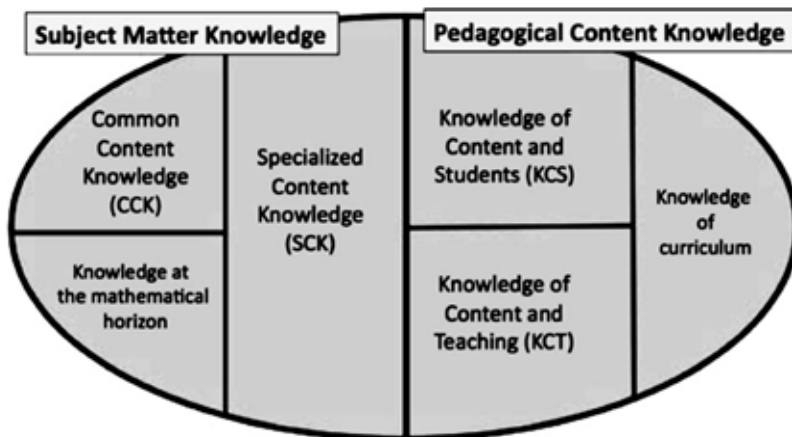 Subject Matter Knowledge
Pedagogical Content Knowledge
Common
Content
Knowledge
(CCK)
Knowledge at
the mathematical
horizon
Specialized
Content
Knowledge
(SCK)
Knowledge of
Content and
Students (KCS)
Knowledge of
Content and
Teaching (KCT)
Knowledge
of
curriculum